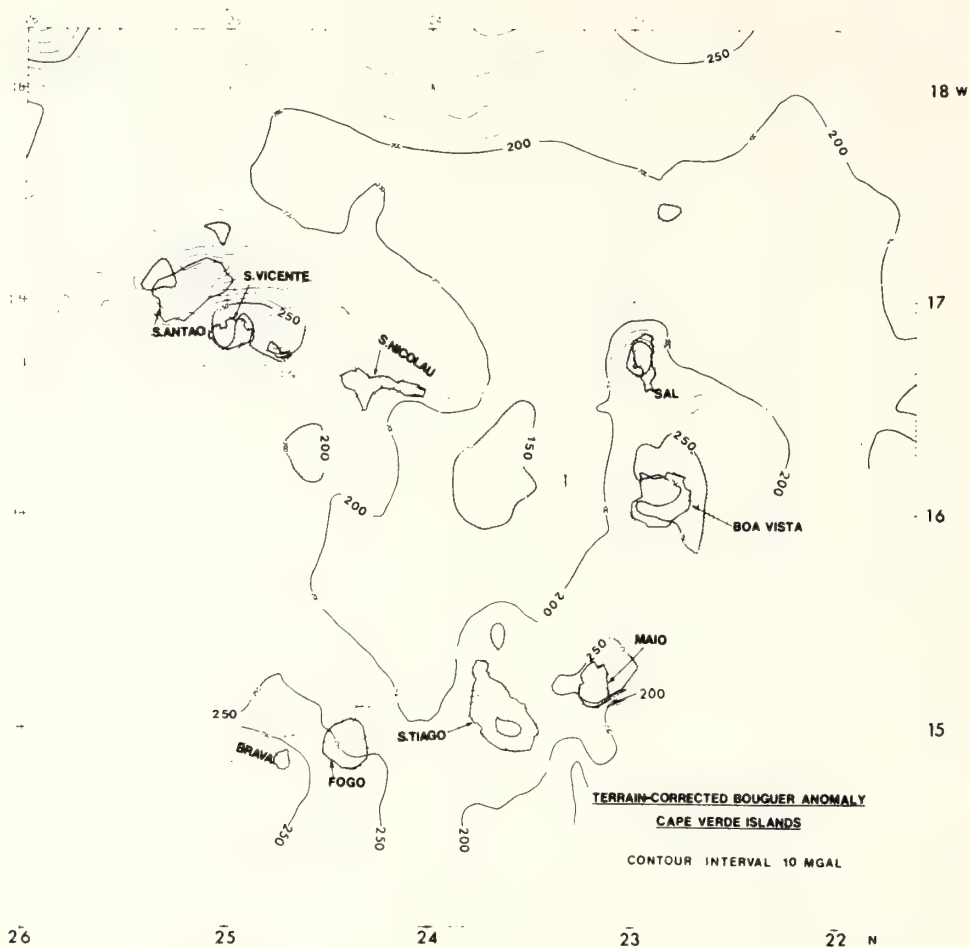 250
18 W
200
200
S.VICENTE
250
17
S.ANTAO
S.NICOLAU
SAL
200
150
250
200
200
16
BOA VISTA
200
MAIO
250
200
250
S.TIAGO
15
BRAVA
FOGO
250
250
200
TERRAIN-CORRECTED BOUGUER ANOMALY
CAPE VERDE ISLANDS
CONTOUR INTERVAL 10 MGAL
26 25 24 23 22 N